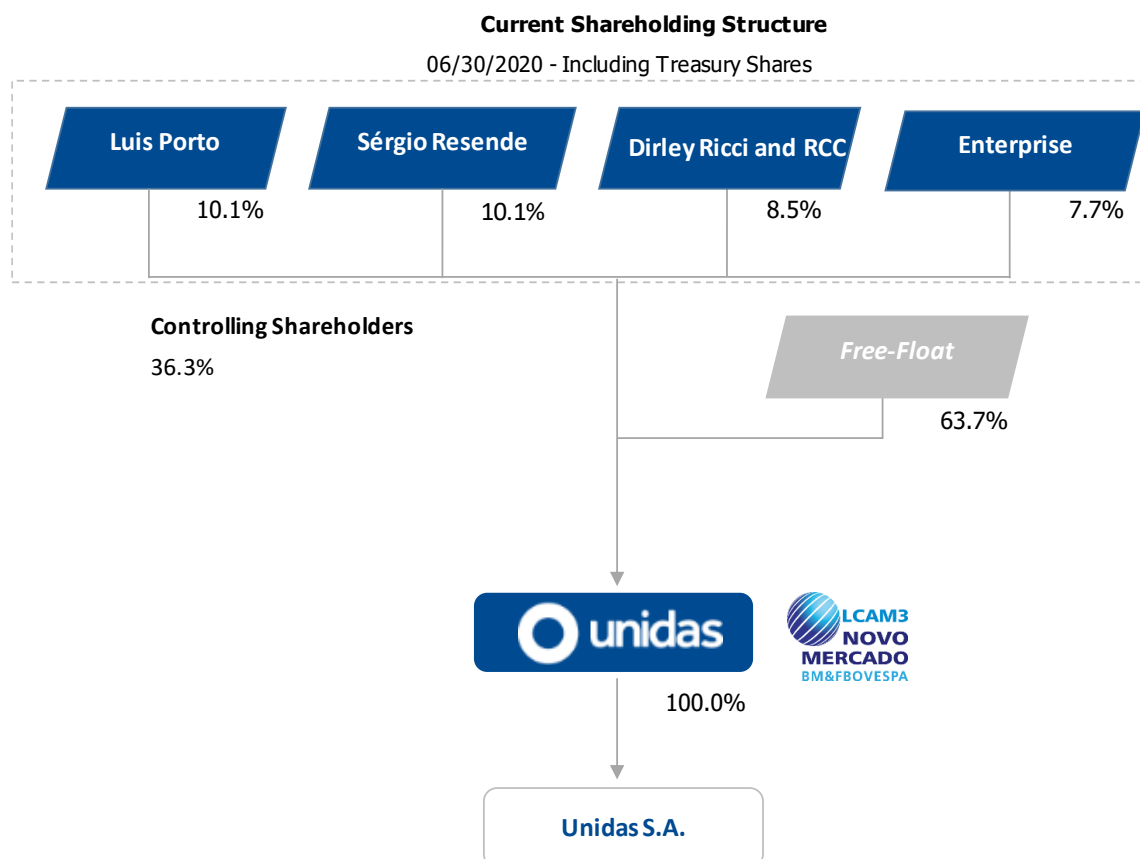 Current Shareholding Structure
06/30/2020 - Including Treasury Shares
Luis Porto
Sérgio Resende
Dirley Ricci and RCC
Enterprise
10.1%
10.1%
8.5%
7.7%
Controlling Shareholders
36.3%
Free-Float
63.7%
unidas
LCAM3
NOVO
MERCADO
BM&FBOVESPA
100.0%
Unidas S.A.